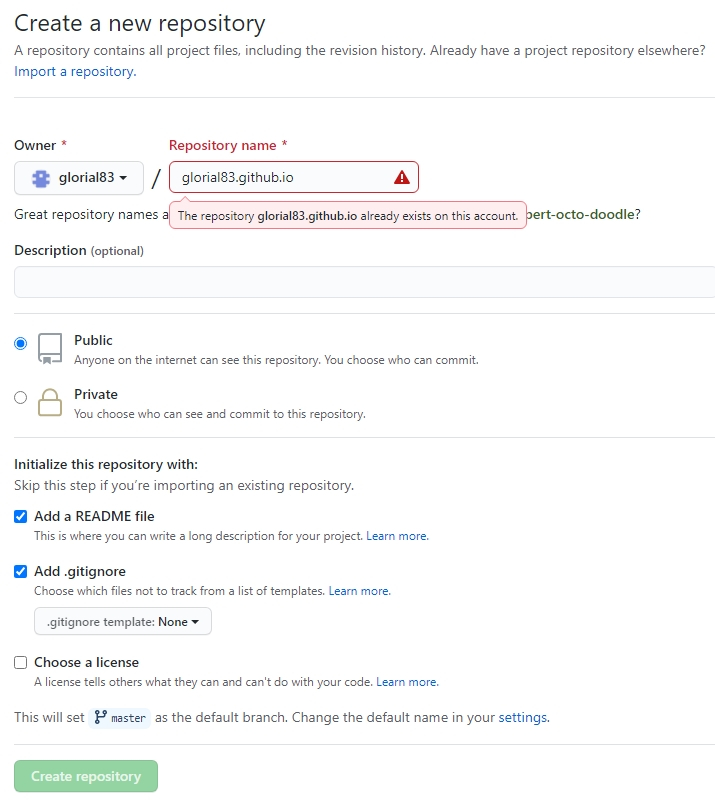 Create a new repository
A repository contains all project files, including the revision history. Already have a project repository elsewhere?
Import a repository.
Owner * Repository name *
glorial83 / glorial83.github.io
The repository glorial83.github.io already exists on this account.
Great repository names a pert-octo-doodle?
Description (optional)
Public
Anyone on the internet can see this repository. You choose who can commit.
Private
You choose who can see and commit to this repository.
Initialize this repository with:
Skip this step if you're importing an existing repository.
Add a README file
This is where you can write a long description for your project. Learn more.
Add .gitignore
Choose which files not to track from a list of templates. Learn more.
.gitignore template: None
Choose a license
A license tells others what they can and can't do with your code. Learn more.
This will set master as the default branch. Change the default name in your settings.
Create repository